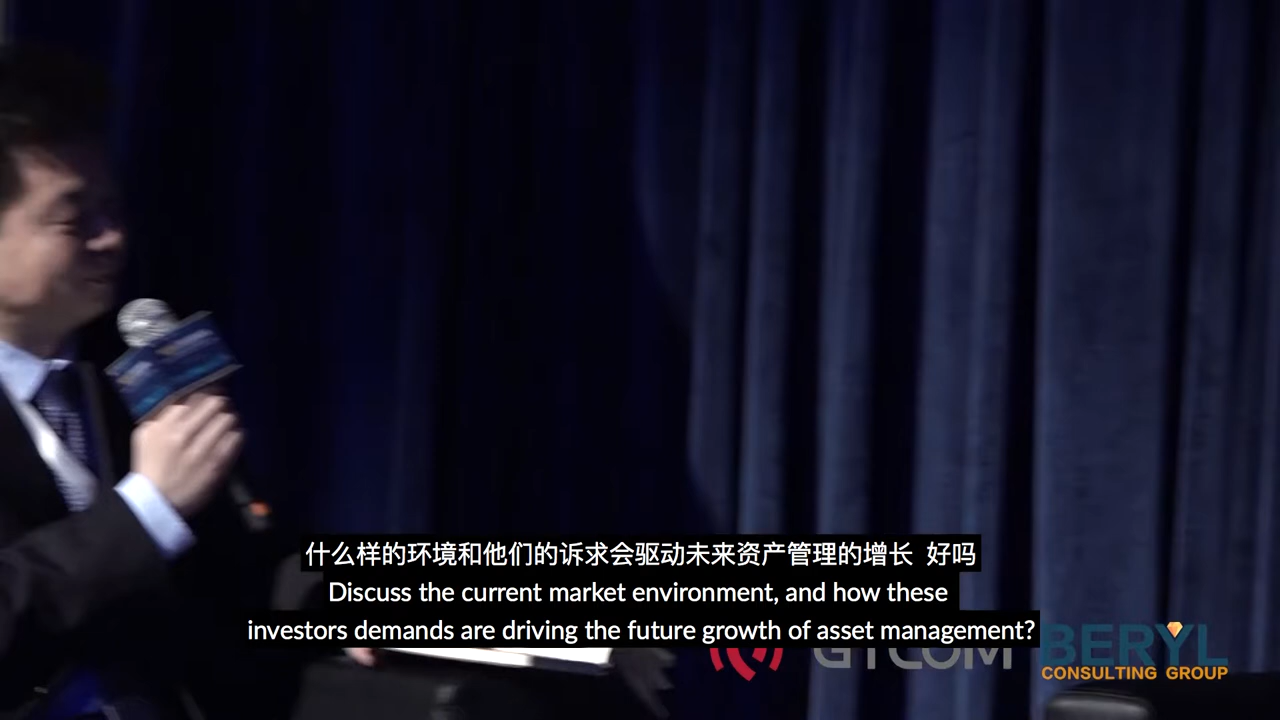 什么样的环境和他们的诉求会驱动未来资产管理的增长 好吗
Discuss the current market environment, and how these
investors demands are driving the future growth of asset management?
GTCOM
BERYL
CONSULTING GROUP